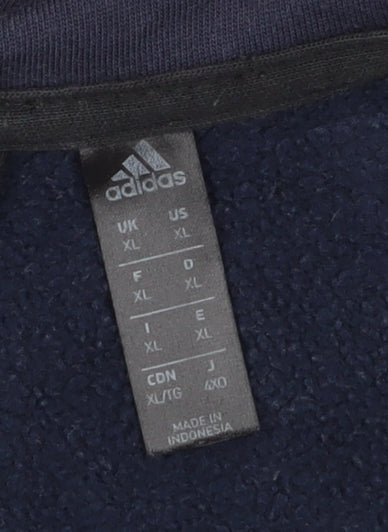 adidas
UK US
XL XL
F D
XL XL
I E
XL XL
CDN J
XL/TG 4XO
MADE IN
INDONESIA